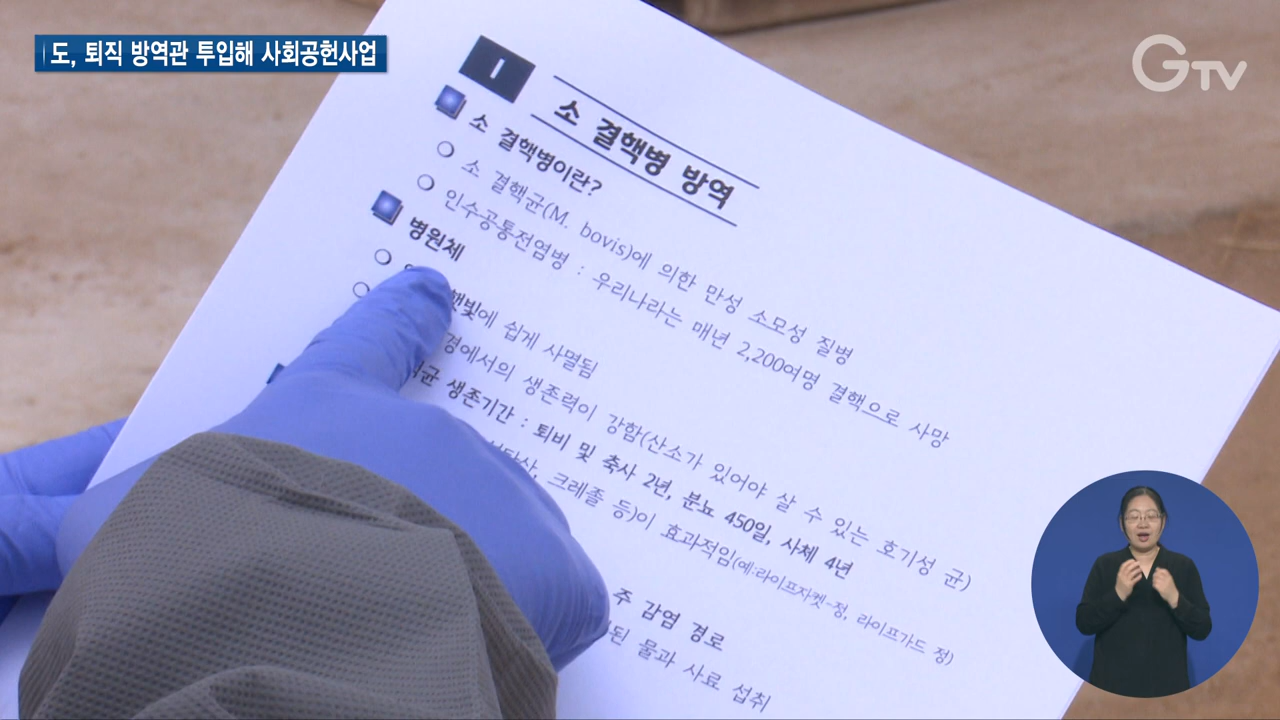 도, 퇴직 방역관 투입해 사회공헌사업
GTV
I
소 결핵병 방역
소 결핵병이란?
○ 소 결핵균(M. bovis)에 의한 만성 소모성 질병
○ 인수공통전염병 : 우리나라는 매년 2,200여명 결핵으로 사망
병원체
○ 햇빛에 쉽게 사멸됨
○ 경에서의 생존력이 강함(산소가 있어야 살 수 있는 호기성 균)
균 생존기간 : 퇴비 및 축사 2년, 분뇨 450일, 사체 4년
크레졸 등)이 효과적임(예:라이프자켓-정, 라이프가드 정)
주 감염 경로
된 물과 사료 섭취